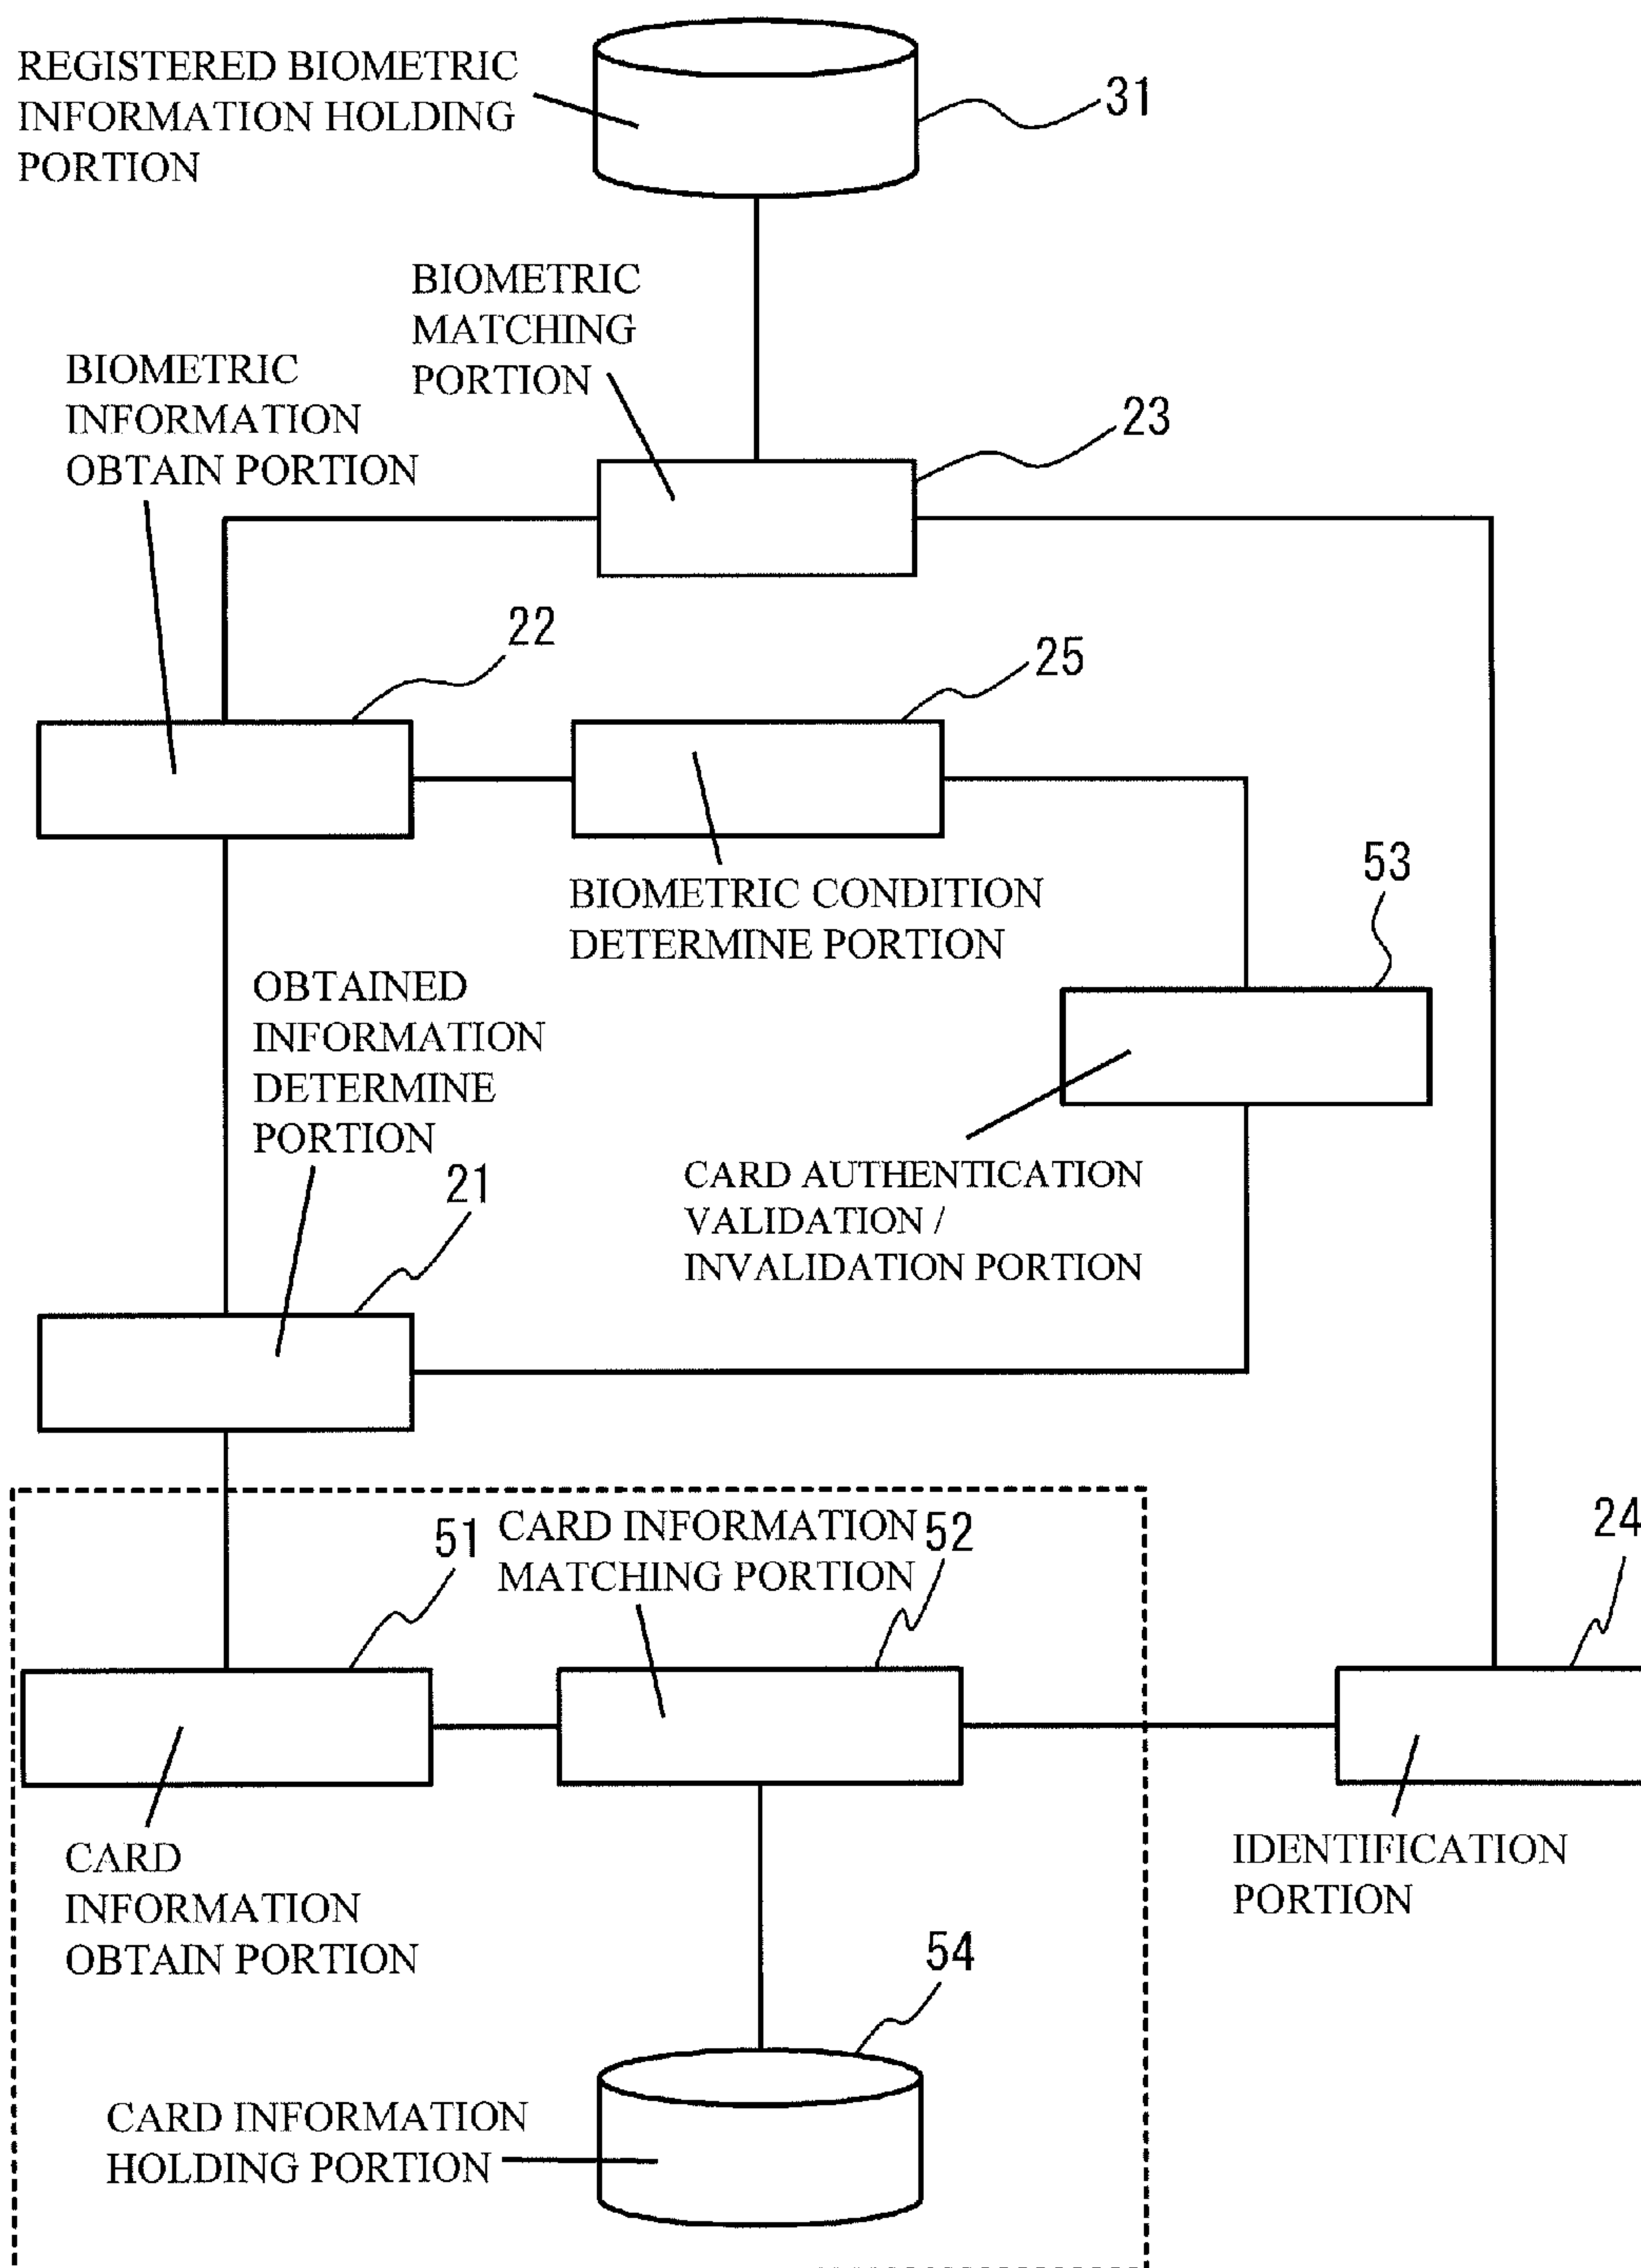 REGISTERED BIOMETRIC
INFORMATION HOLDING
PORTION
31
BIOMETRIC
MATCHING
PORTION
23
BIOMETRIC
INFORMATION
OBTAIN PORTION
22
25
BIOMETRIC CONDITION
DETERMINE PORTION
53
OBTAINED
INFORMATION
DETERMINE
PORTION
21
CARD AUTHENTICATION
VALIDATION /
INVALIDATION PORTION
51
CARD INFORMATION
MATCHING PORTION
52
24
CARD
INFORMATION
OBTAIN PORTION
IDENTIFICATION
PORTION
54
CARD INFORMATION
HOLDING PORTION